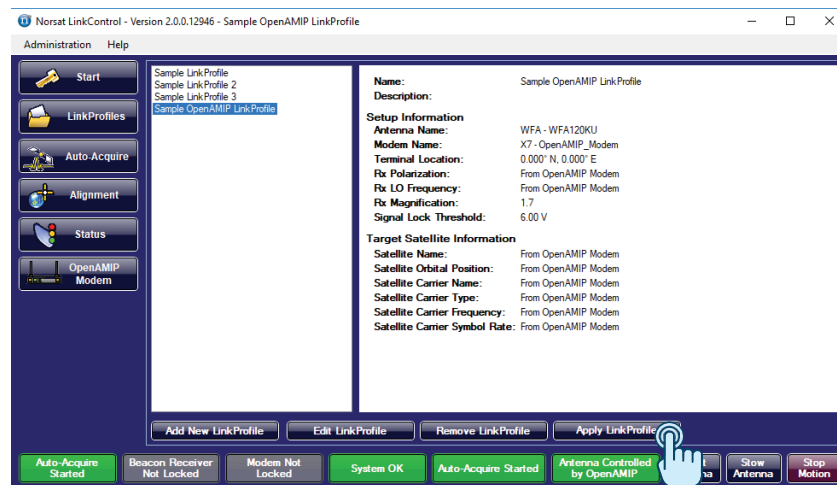 Norsat LinkControl - Version 2.0.0.12946 - Sample OpenAMIP LinkProfile
Administration Help
Start
LinkProfiles
Auto-Acquire
Alignment
Status
OpenAMIP
Modem
Sample LinkProfile
Sample LinkProfile 2
Sample LinkProfile 3
Sample OpenAMIP LinkProfile
Name: Sample OpenAMIP LinkProfile
Description:
Setup Information
Antenna Name: WFA - WFA120KU
Modem Name: X7 - OpenAMIP_Modem
Terminal Location: 0.000° N, 0.000° E
Rx Polarization: From OpenAMIP Modem
Rx LO Frequency: From OpenAMIP Modem
Rx Magnification: 1.7
Signal Lock Threshold: 6.00 V
Target Satellite Information
Satellite Name: From OpenAMIP Modem
Satellite Orbital Position: From OpenAMIP Modem
Satellite Carrier Name: From OpenAMIP Modem
Satellite Carrier Type: From OpenAMIP Modem
Satellite Carrier Frequency: From OpenAMIP Modem
Satellite Carrier Symbol Rate: From OpenAMIP Modem
Add New LinkProfile Edit LinkProfile Remove LinkProfile Apply LinkProfile
Auto-Acquire
Started
Beacon Receiver
Not Locked
Modem Not
Locked
System OK
Auto-Acquire Started
Antenna Controlled
by OpenAMIP
Stow
Antenna
Stop
Motion